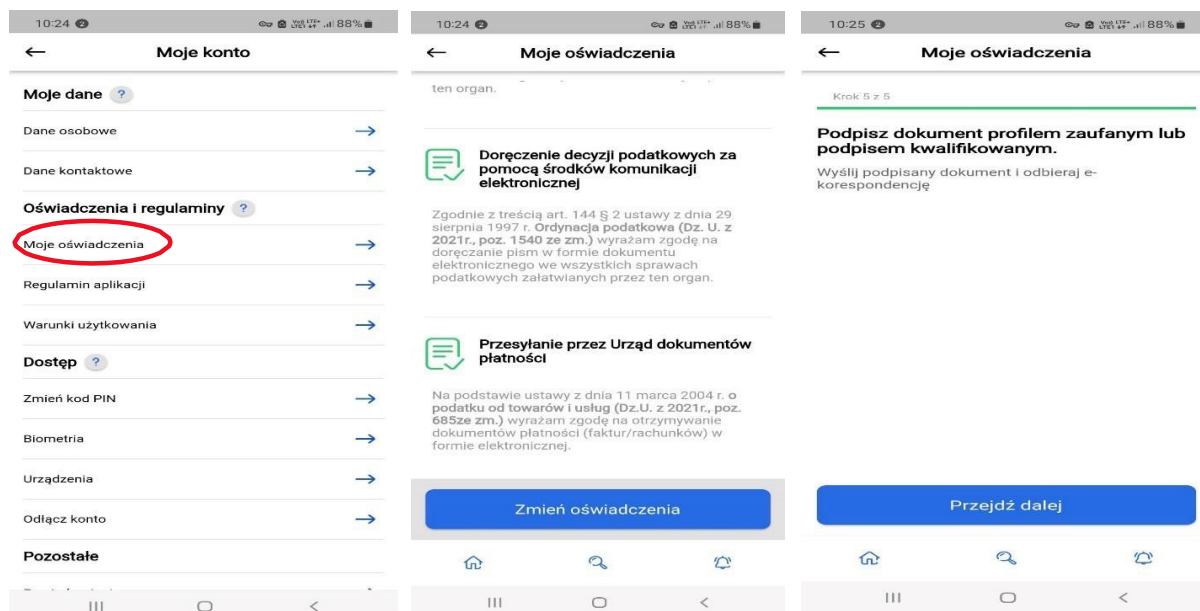 10:24 2
88%
Moje konto
Moje dane ?
Dane osobowe
Dane kontaktowe
Oświadczenia i regulaminy ?
Moje oświadczenia
Regulamin aplikacji
Warunki użytkowania
Dostęp ?
Zmień kod PIN
Biometria
Urządzenia
Odłącz konto
Pozostałe
10:24 2
88%
Moje oświadczenia
ten organ.
Doręczenie decyzji podatkowych za
pomocą środków komunikacji
elektronicznej
Zgodnie z treścią art. 144 § 2 ustawy z dnia 29
sierpnia 1997 r. Ordynacja podatkowa (Dz. U. z
2021r., poz. 1540 ze zm.) wyrażam zgodę na
doręczanie pism w formie dokumentu
elektronicznego we wszystkich sprawach
podatkowych załatwianych przez ten organ.
Przesyłanie przez Urząd dokumentów
płatności
Na podstawie ustawy z dnia 11 marca 2004 r. o
podatku od towarów i usług (Dz.U. z 2021r., poz.
685ze zm.) wyrażam zgodę na otrzymywanie
dokumentów płatności (faktur/rachunków) w
formie elektronicznej.
Zmień oświadczenia
10:25 2
88%
Moje oświadczenia
Krok 5 z 5
Podpisz dokument profilem zaufanym lub
podpisem kwalifikowanym.
Wyślij podpisany dokument i odbieraj e-
korespondencję
Przejdź dalej